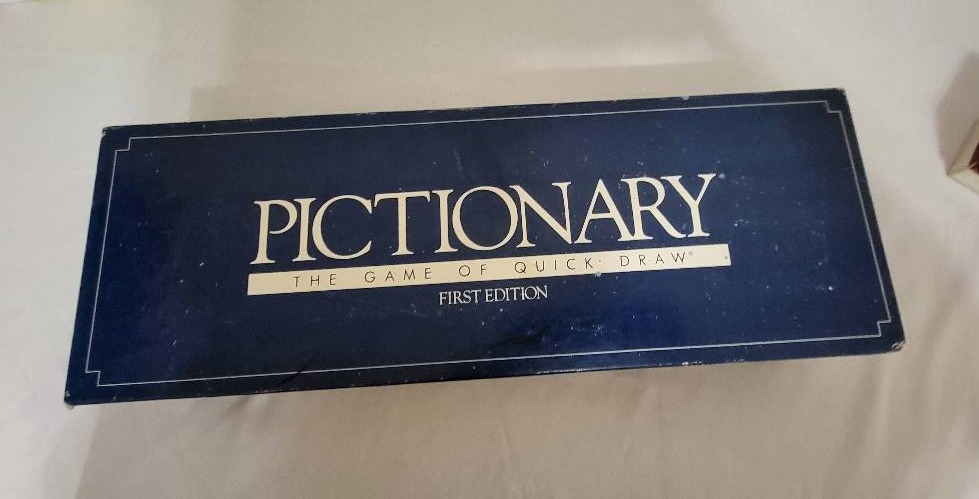 PICTIONARY
THE GAME OF QUICK DRAW®
FIRST EDITION